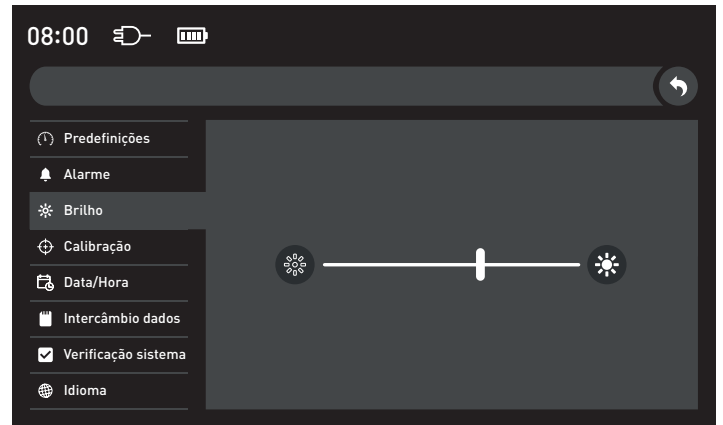 08:00
Predefinições
Alarme
Brilho
Calibração
Data/Hora
Intercâmbio dados
Verificação sistema
Idioma